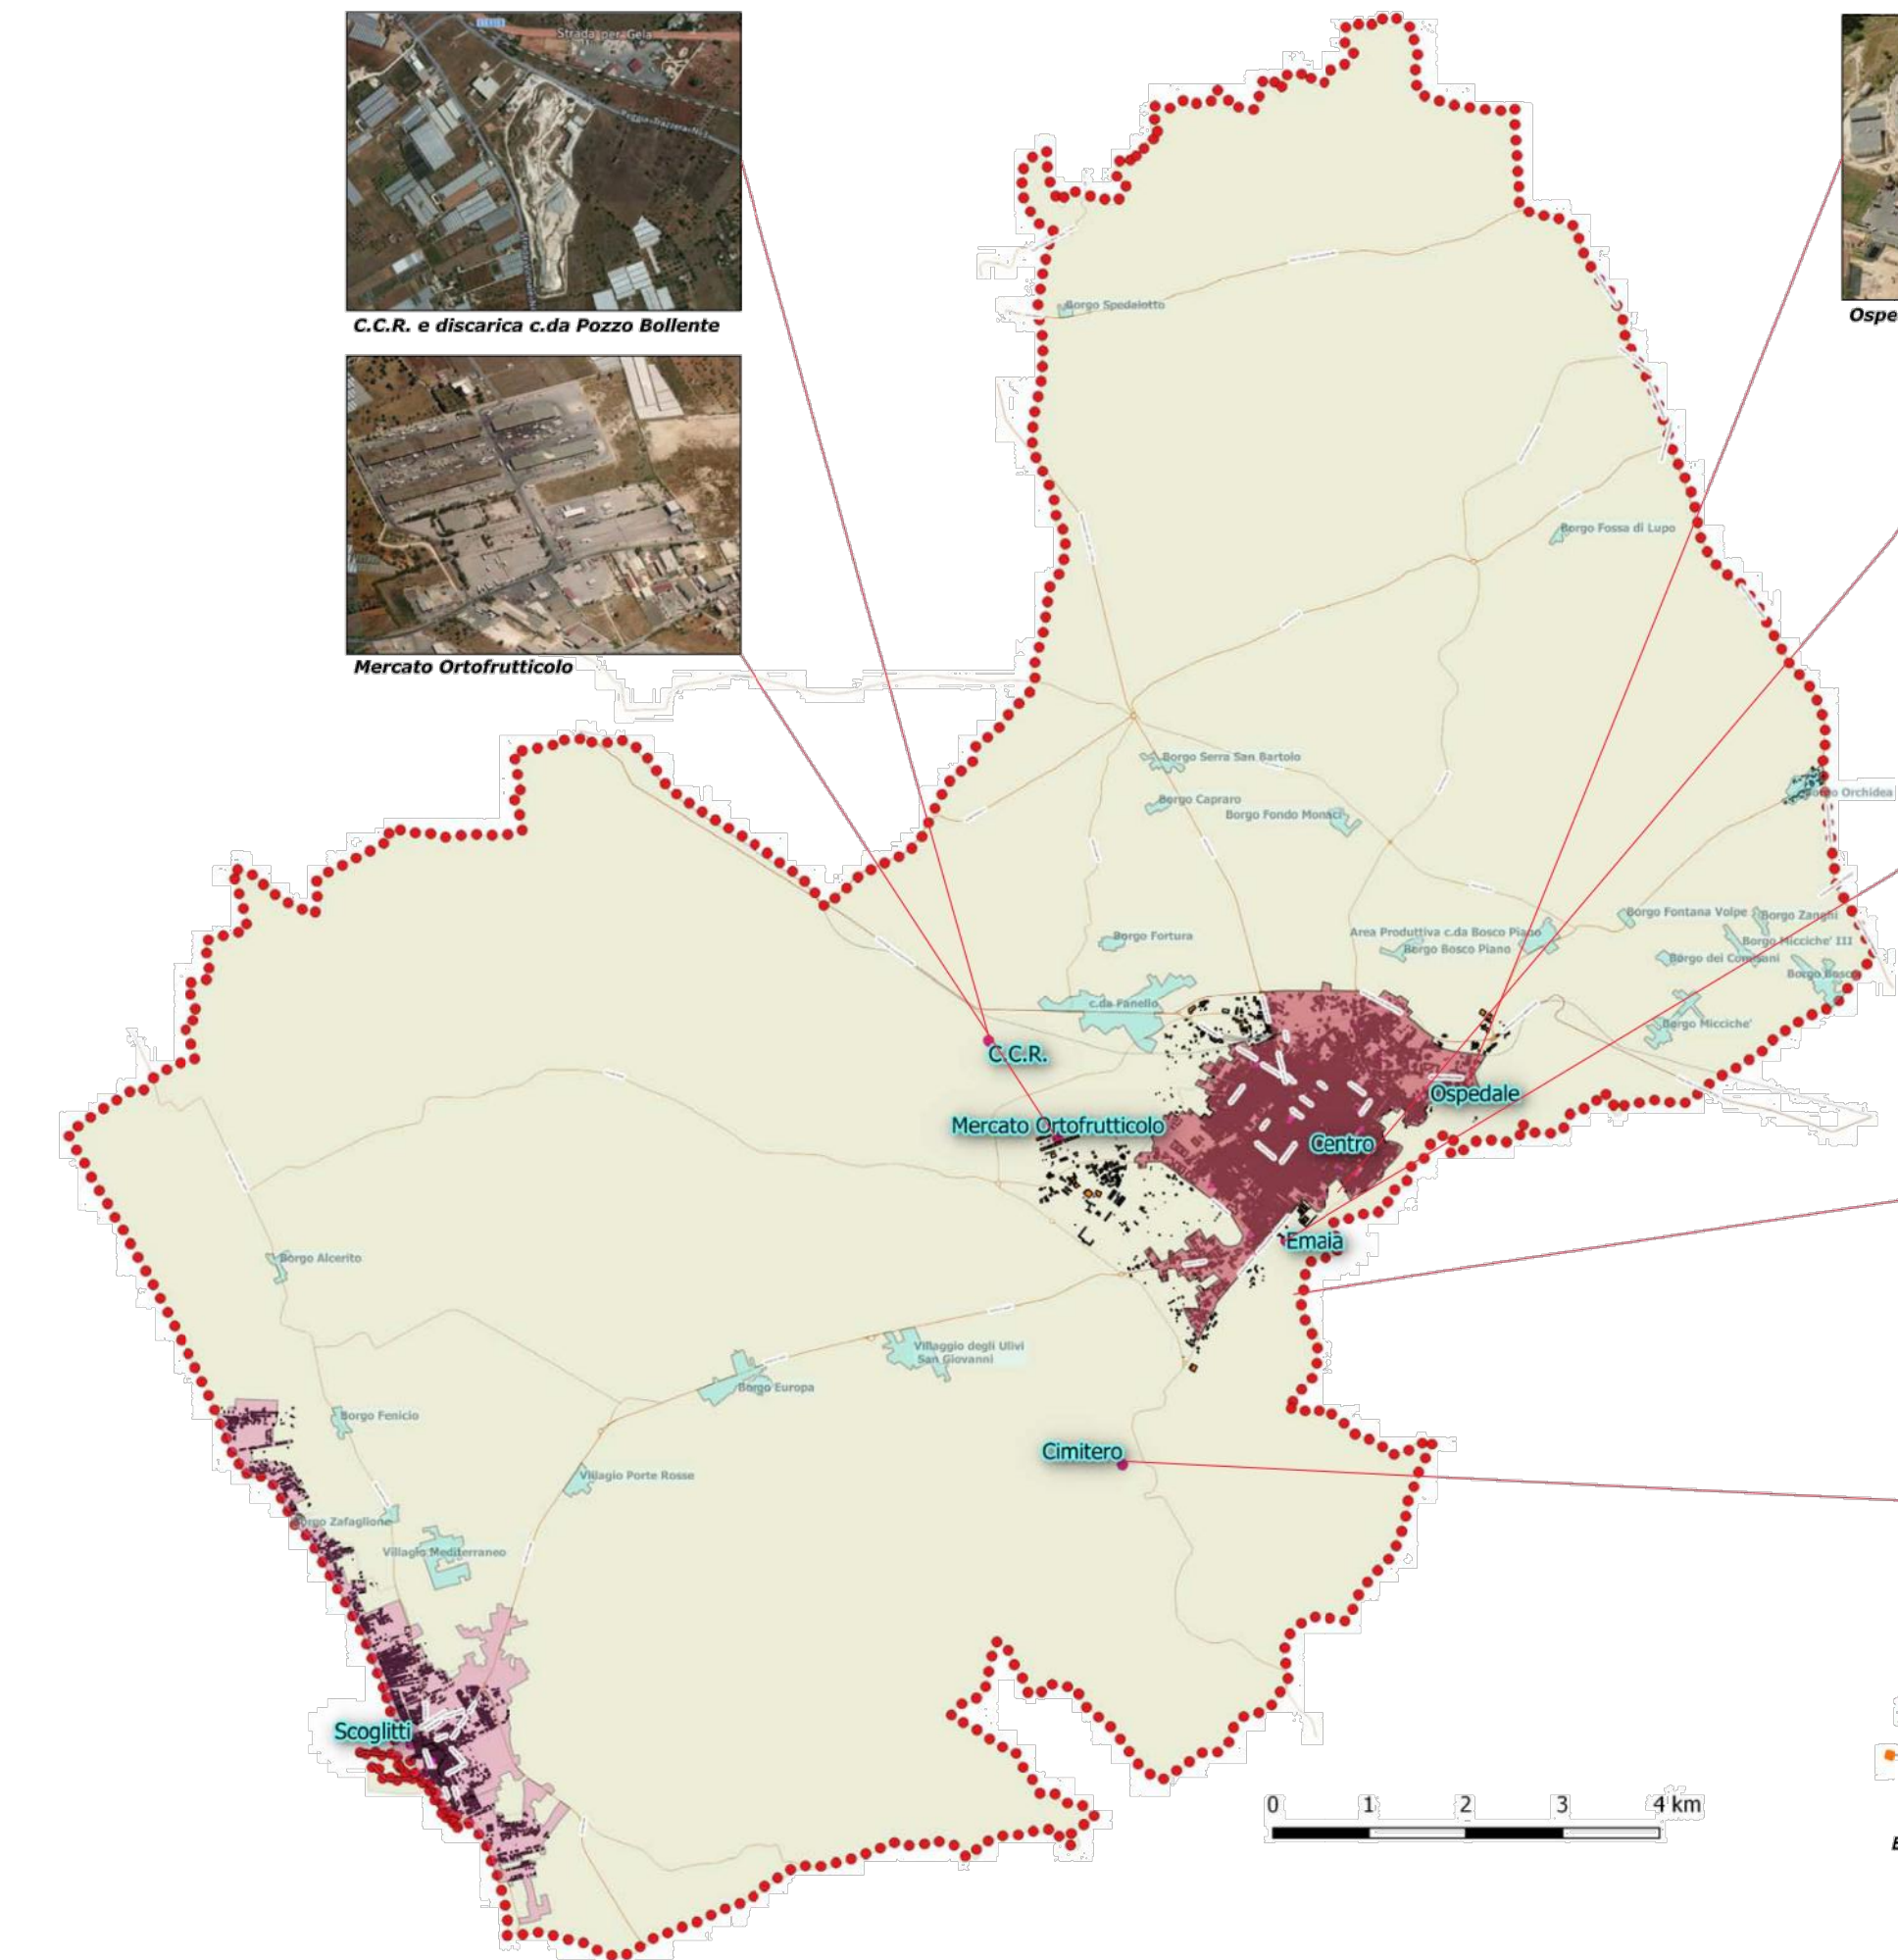 Strada per Gela
C.C.R. e discarica c.da Pozzo Bollente
Mercato Ortofrutticolo
Borgo Spedalotto
Borgo Fossa di Lupo
Borgo Serra San Bartolo
Borgo Capraro
Borgo Fondo Monaci
Orchidea
Borgo Fontana Volpe
Borgo Zanghi
Area Produttiva c.da Bosco Piano
Borgo Fortura
Borgo Bosco Piano
Borgo Micciche' III
Borgo dei Comisani
Borgo Bosco
c.da Fanello
Borgo Micciche'
C.C.R.
Ospedale
Mercato Ortofrutticolo
Centro
Emaia
Borgo Alcerito
Villaggio degli Ulivi
San Giovanni
Borgo Europa
Borgo Fenicio
Cimitero
Villagio Porte Rosse
Borgo Zafaglione
Villagio Mediterraneo
Scoglitti
0 1 2 3 4 km